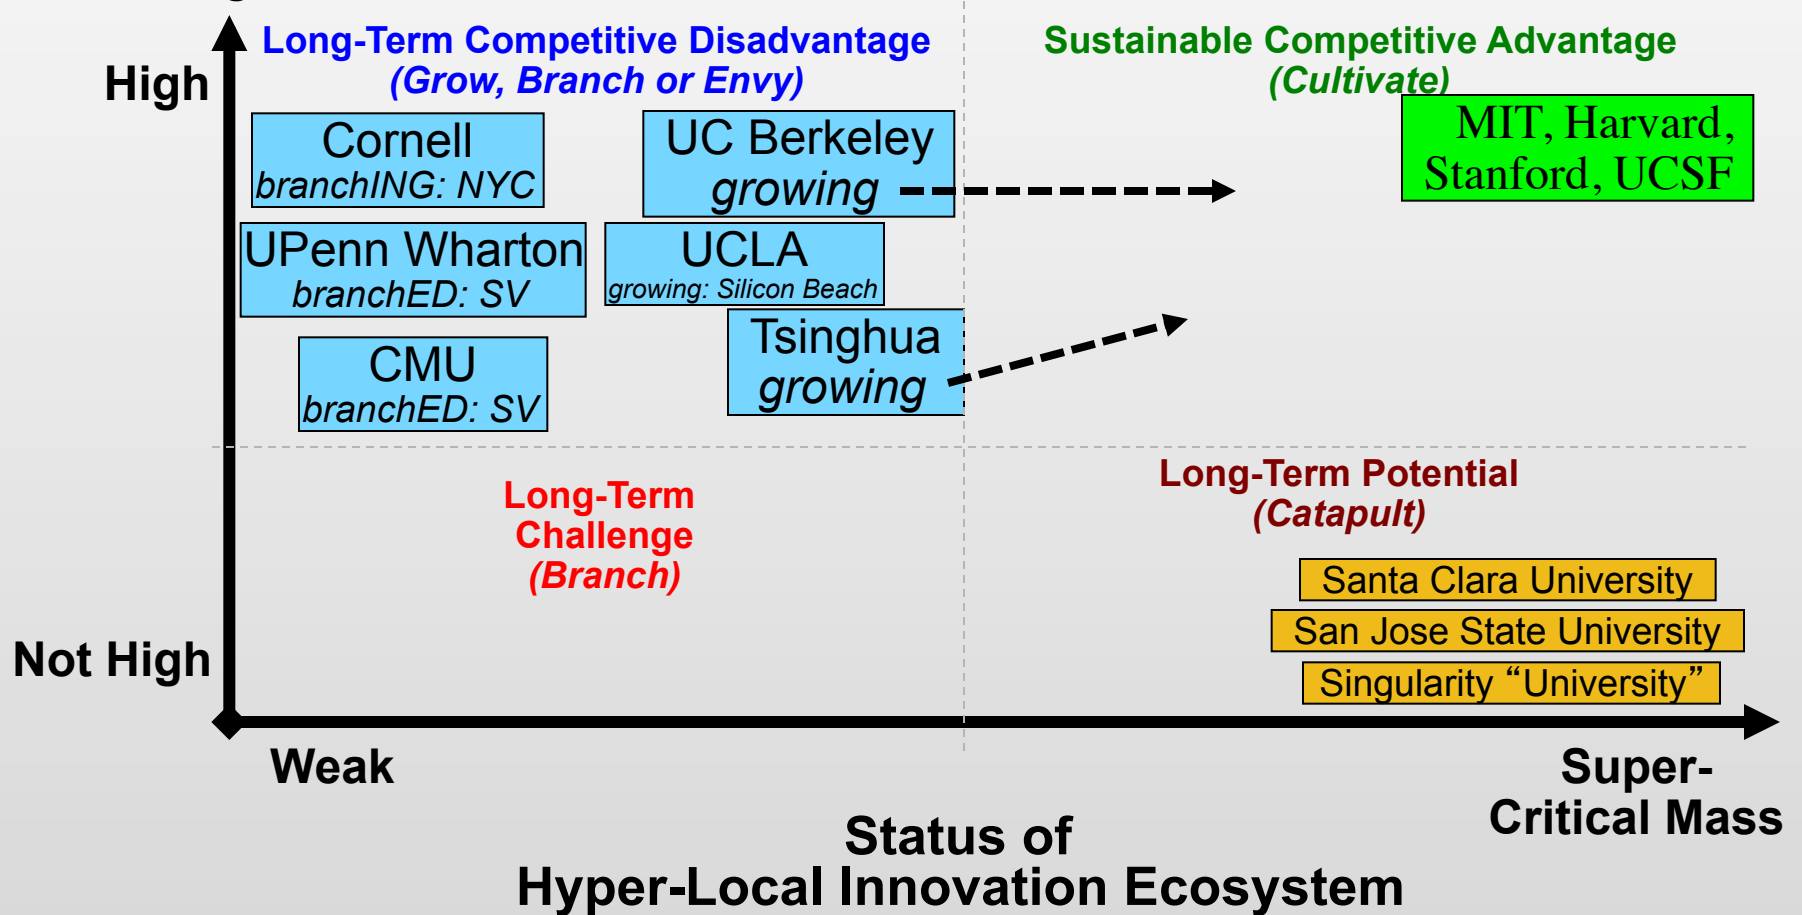 Long-Term Competitive Disadvantage
(Grow, Branch or Envy)
Sustainable Competitive Advantage
(Cultivate)
High
Cornell
branchING: NYC
UC Berkeley
growing
MIT, Harvard,
Stanford, UCSF
UPenn Wharton
branchED: SV
UCLA
growing: Silicon Beach
CMU
branchED: SV
Tsinghua
growing
Long-Term
Challenge
(Branch)
Long-Term Potential
(Catapult)
Santa Clara University
San Jose State University
Singularity “University”
Not High
Weak
Super-
Critical Mass
Status of
Hyper-Local Innovation Ecosystem